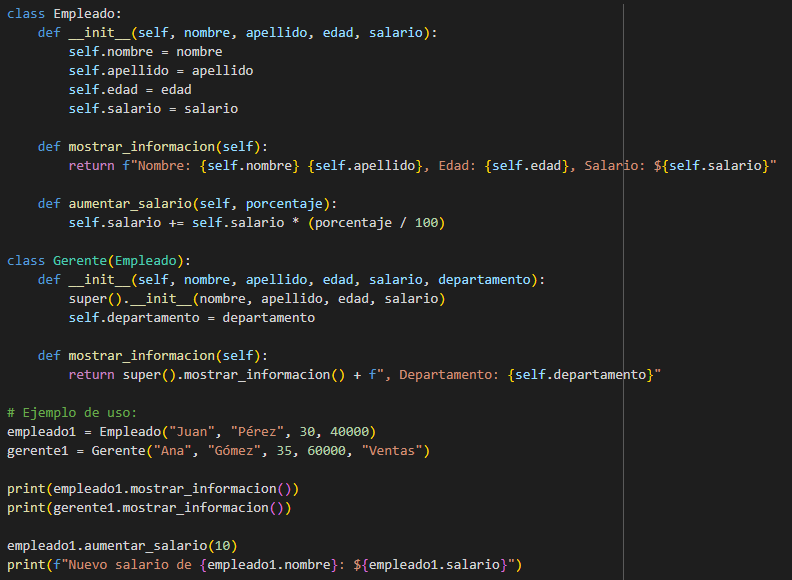 class Empleado:
    def __init__(self, nombre, apellido, edad, salario):
        self.nombre = nombre
        self.apellido = apellido
        self.edad = edad
        self.salario = salario

    def mostrar_informacion(self):
        return f"Nombre: {self.nombre} {self.apellido}, Edad: {self.edad}, Salario: ${self.salario}"

    def aumentar_salario(self, porcentaje):
        self.salario += self.salario * (porcentaje / 100)

class Gerente(Empleado):
    def __init__(self, nombre, apellido, edad, salario, departamento):
        super().__init__(nombre, apellido, edad, salario)
        self.departamento = departamento

    def mostrar_informacion(self):
        return super().mostrar_informacion() + f", Departamento: {self.departamento}"

# Ejemplo de uso:
empleado1 = Empleado("Juan", "Pérez", 30, 40000)
gerente1 = Gerente("Ana", "Gómez", 35, 60000, "Ventas")

print(empleado1.mostrar_informacion())
print(gerente1.mostrar_informacion())

empleado1.aumentar_salario(10)
print(f"Nuevo salario de {empleado1.nombre}: ${empleado1.salario}")